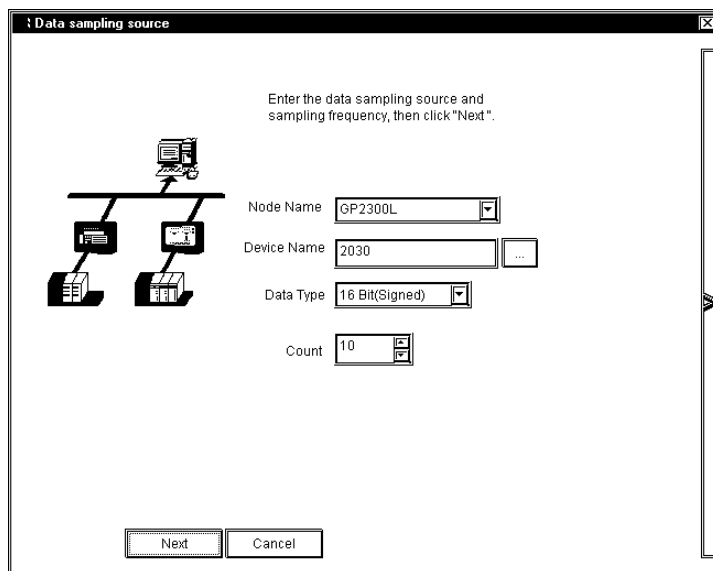 Data sampling source
Enter the data sampling source and
sampling frequency, then click "Next".
Node Name GP2300L
Device Name 2030 ...
Data Type 16 Bit(Signed)
Count 10
Next Cancel